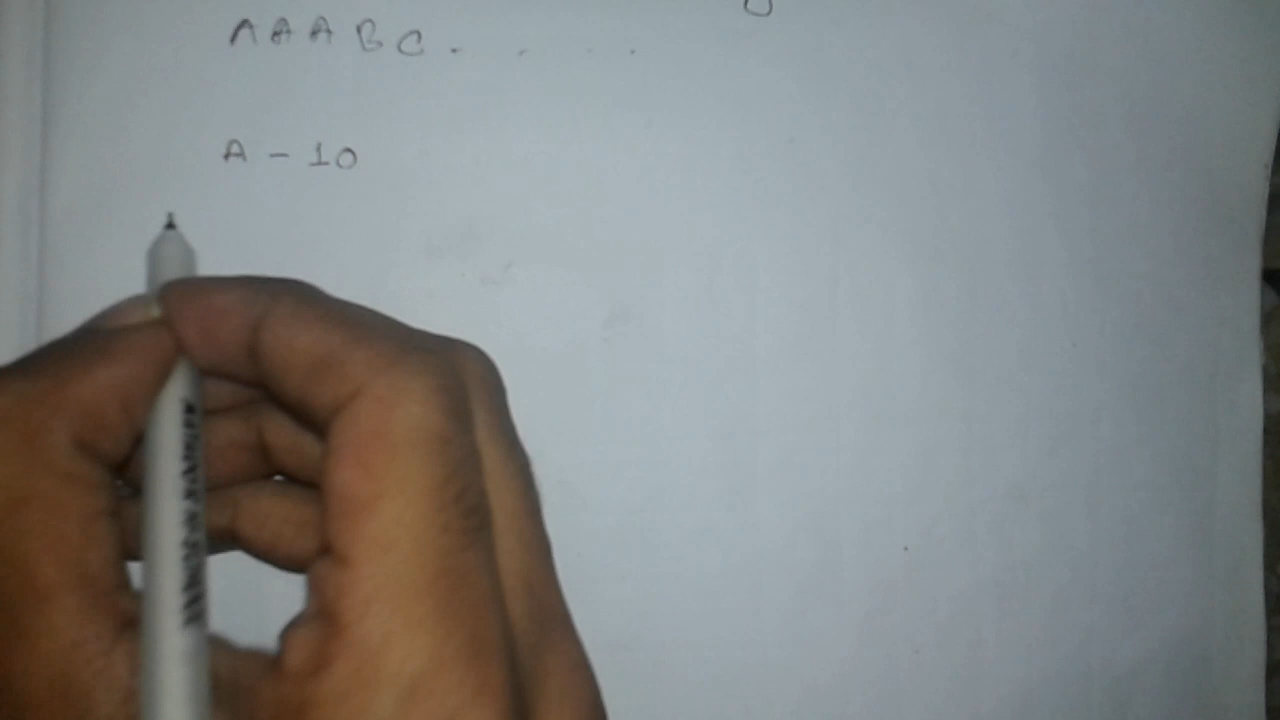 AAABC . . . . .
A - 10